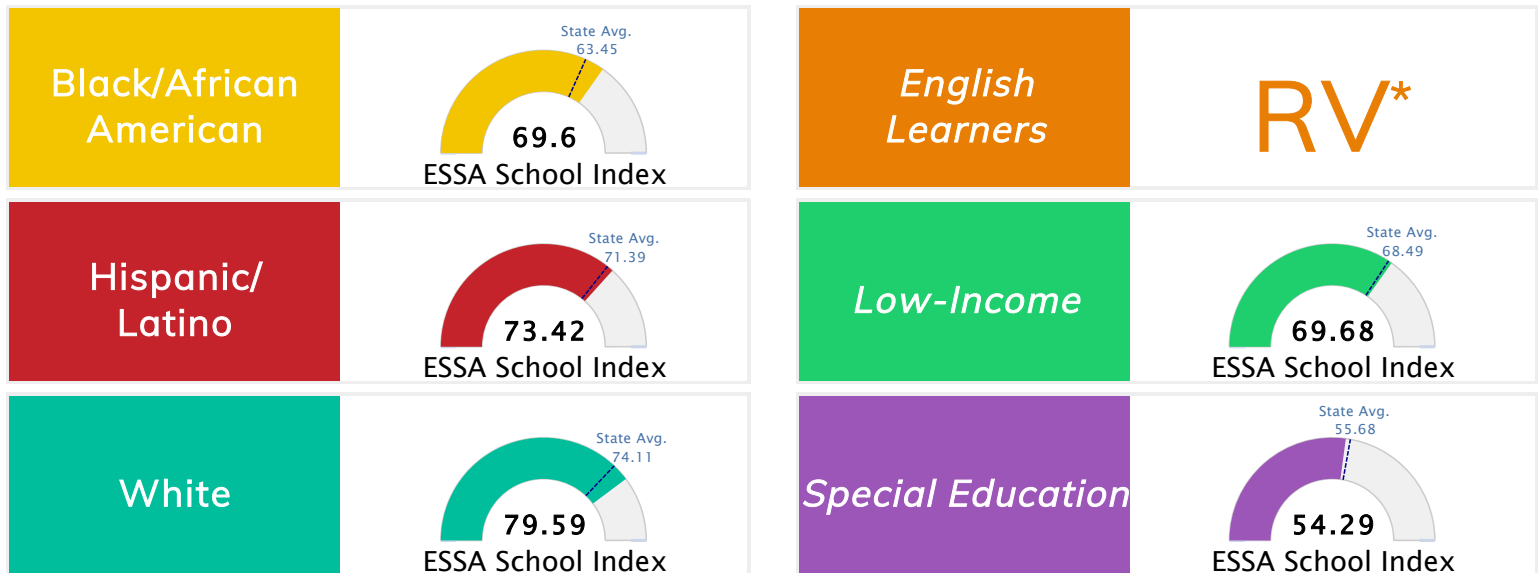 Black/African
American
State Avg.
63.45
69.6
ESSA School Index
English
Learners
RV*
Hispanic/
Latino
State Avg.
71.39
73.42
ESSA School Index
Low-Income
State Avg.
68.49
69.68
ESSA School Index
White
State Avg.
74.11
79.59
ESSA School Index
Special Education
State Avg.
55.68
54.29
ESSA School Index